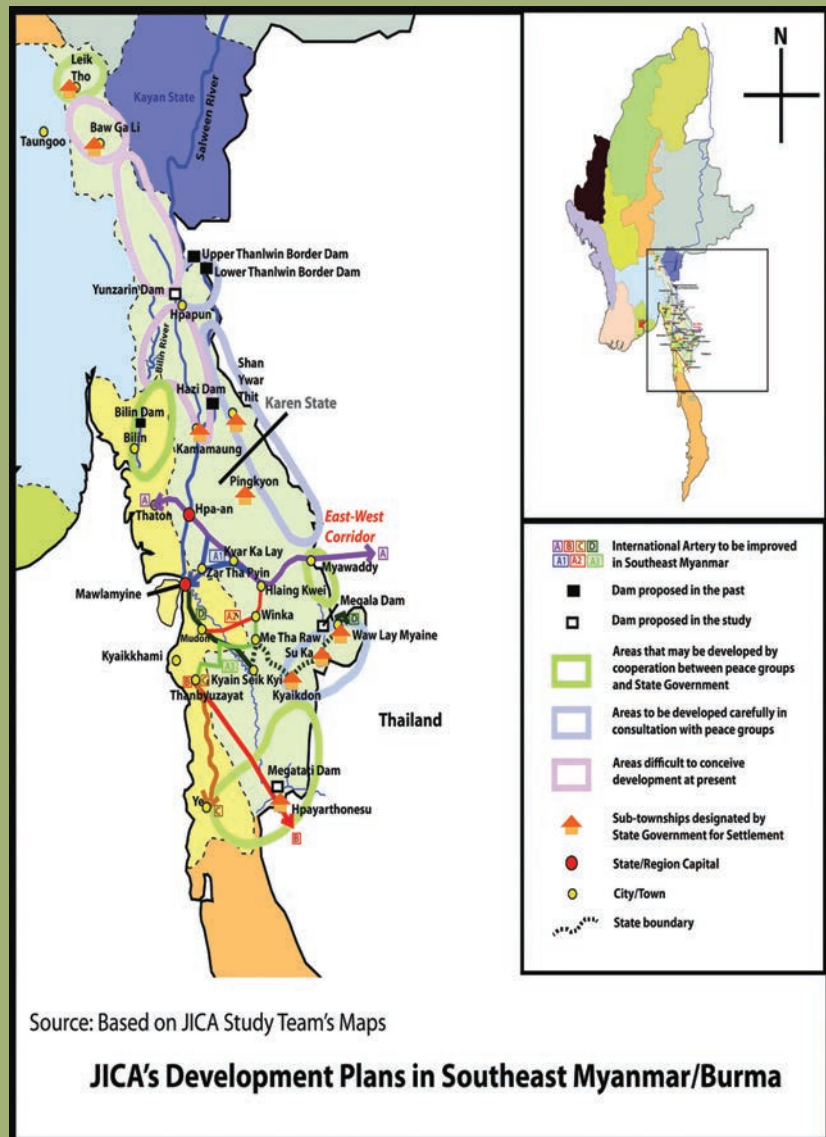 Leik
Tho
Kayan State
Salween River
Taungoo
Baw Ga Li
Upper Thanlwin Border Dam
Lower Thanlwin Border Dam
Yunzarin Dam
Hpapun
Bilin River
Shan
Ywar
Thit
Hazi Dam
Karen State
Bilin Dam
Bilin
Kamamaung
Pingkyon
A
Thaton
Hpa-an
East-West
Corridor
A1
Kyar Ka Lay
A
Myawaddy
Zar Tha Pyin
Mawlamyine
Hlaing Kwei
Megala Dam
D
A2
Winka
D
Mudon
Me Tha Raw
Waw Lay Myaine
Su Ka
Kyaikkhami
A3
Kyain Seik Kyi
B C
Thanbyuzayat
Kyaikdon
Thailand
Megatati Dam
Ye
C
Hpayarthonesu
B
N
A B C D
A1 A2 A3
International Artery to be improved
in Southeast Myanmar
Dam proposed in the past
Dam proposed in the study
Areas that may be developed by
cooperation between peace groups
and State Government
Areas to be developed carefully in
consultation with peace groups
Areas difficult to conceive
development at present
Sub-townships designated by
State Government for Settlement
State/Region Capital
City/Town
State boundary
Source: Based on JICA Study Team's Maps
JICA's Development Plans in Southeast Myanmar/Burma